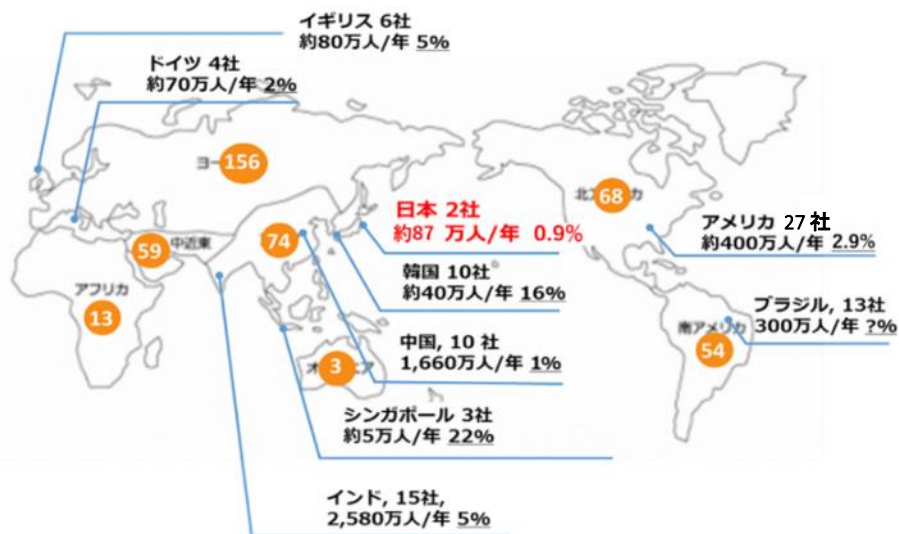 イギリス 6社
約80万人/年 5%
ドイツ 4社
約70万人/年 2%
156
68
日本 2社
約87 万人/年 0.9%
アメリカ 27社
約400万人/年 2.9%
59
中近東
74
韓国 10社
約40万人/年 16%
アフリカ
13
ブラジル, 13社
300万人/年 ?%
南アメリカ
54
中国, 10 社
1,660万人/年 1%
3
シンガポール 3社
約5万人/年 22%
インド, 15社,
2,580万人/年 5%